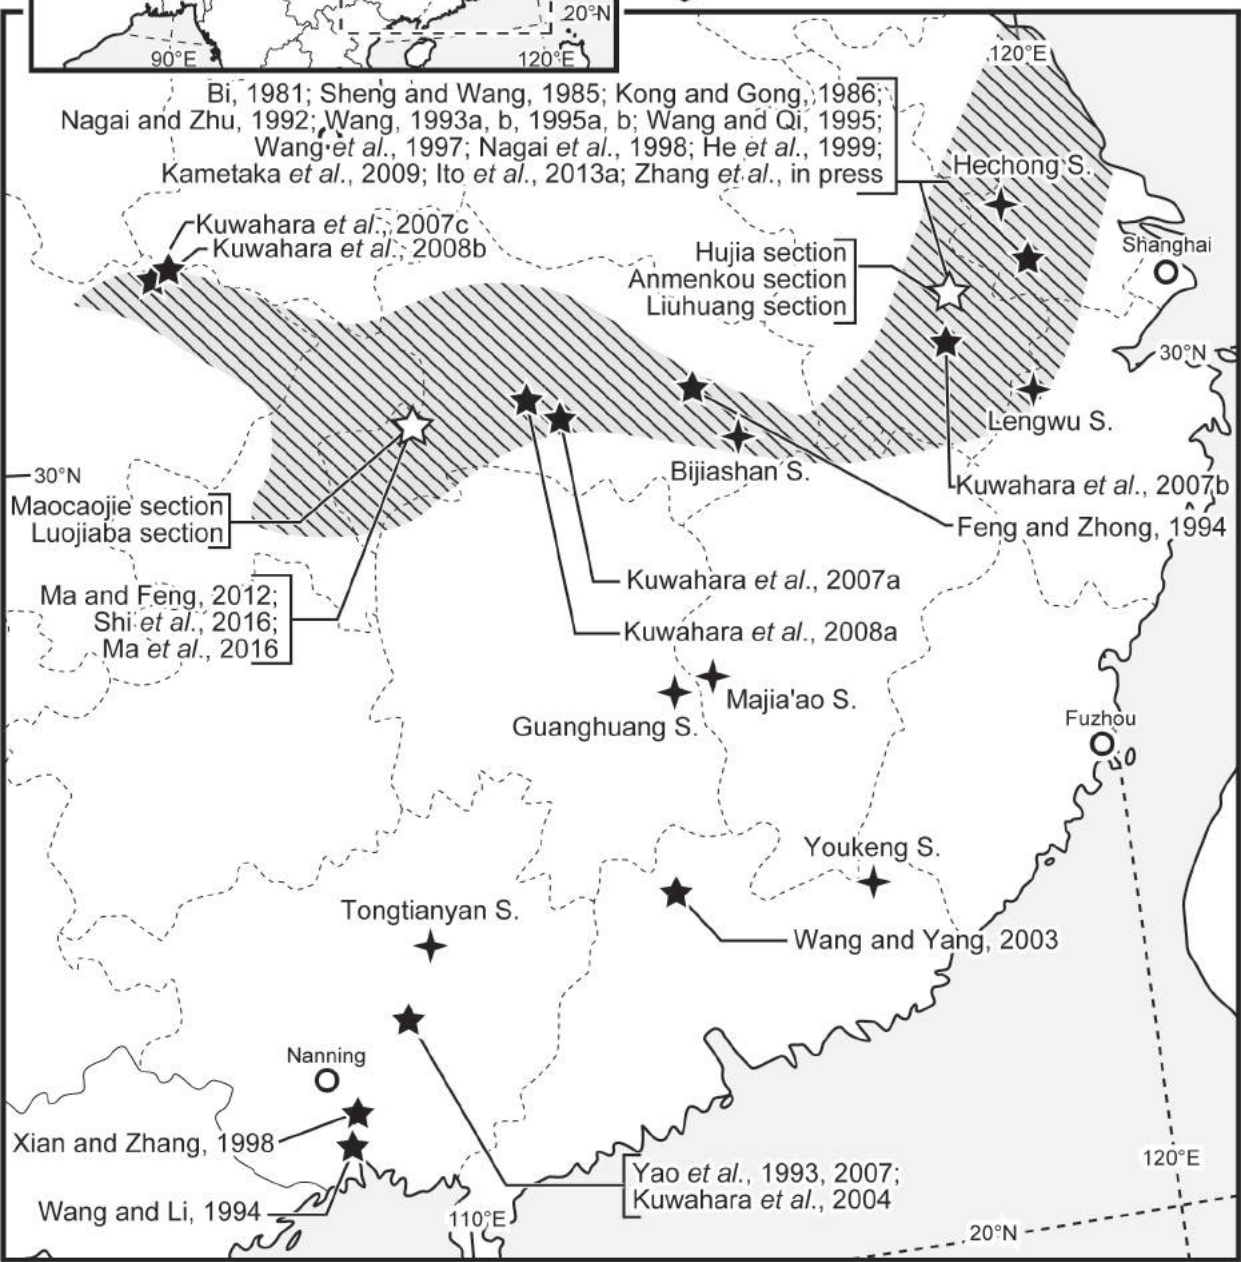 20°N
90°E
120°E
120°E
Bi, 1981; Sheng and Wang, 1985; Kong and Gong, 1986;
Nagai and Zhu, 1992; Wang, 1993a, b, 1995a, b; Wang and Qi, 1995;
Wang et al., 1997; Nagai et al., 1998; He et al., 1999;
Kametaka et al., 2009; Ito et al., 2013a; Zhang et al., in press
Hechong S.
Kuwahara et al., 2007c
Kuwahara et al., 2008b
Shanghai
Hujia section
Anmenkou section
Liuhuang section
30°N
Lengwu S.
Bijiashan S.
30°N
Kuwahara et al., 2007b
Maocaojie section
Luojiaba section
Feng and Zhong, 1994
Kuwahara et al., 2007a
Ma and Feng, 2012;
Shi et al., 2016;
Ma et al., 2016
Kuwahara et al., 2008a
Majia'ao S.
Guanghuang S.
Fuzhou
Youkeng S.
Tongtianyan S.
Wang and Yang, 2003
Nanning
Xian and Zhang, 1998
120°E
Yao et al., 1993, 2007;
Kuwahara et al., 2004
Wang and Li, 1994
110°E
20°N